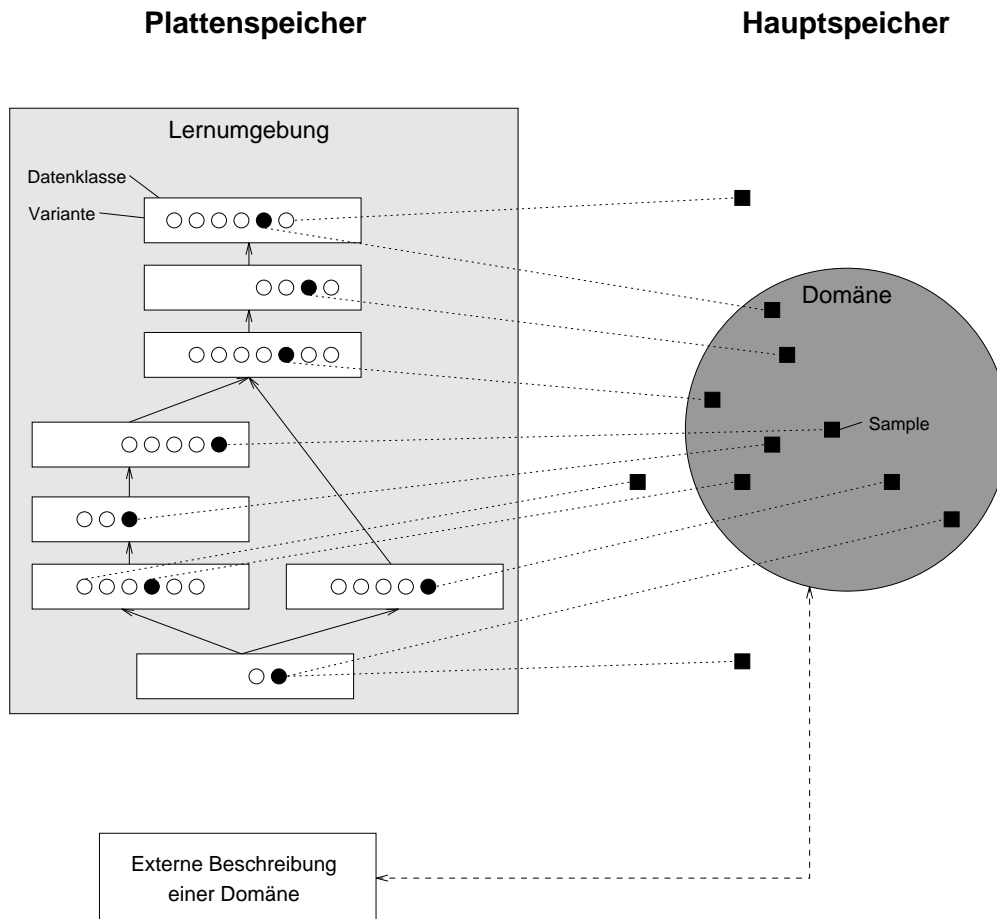 Plattenspeicher
Hauptspeicher
Lernumgebung
Datenklasse
Variante
Domäne
Sample
Externe Beschreibung
einer Domäne